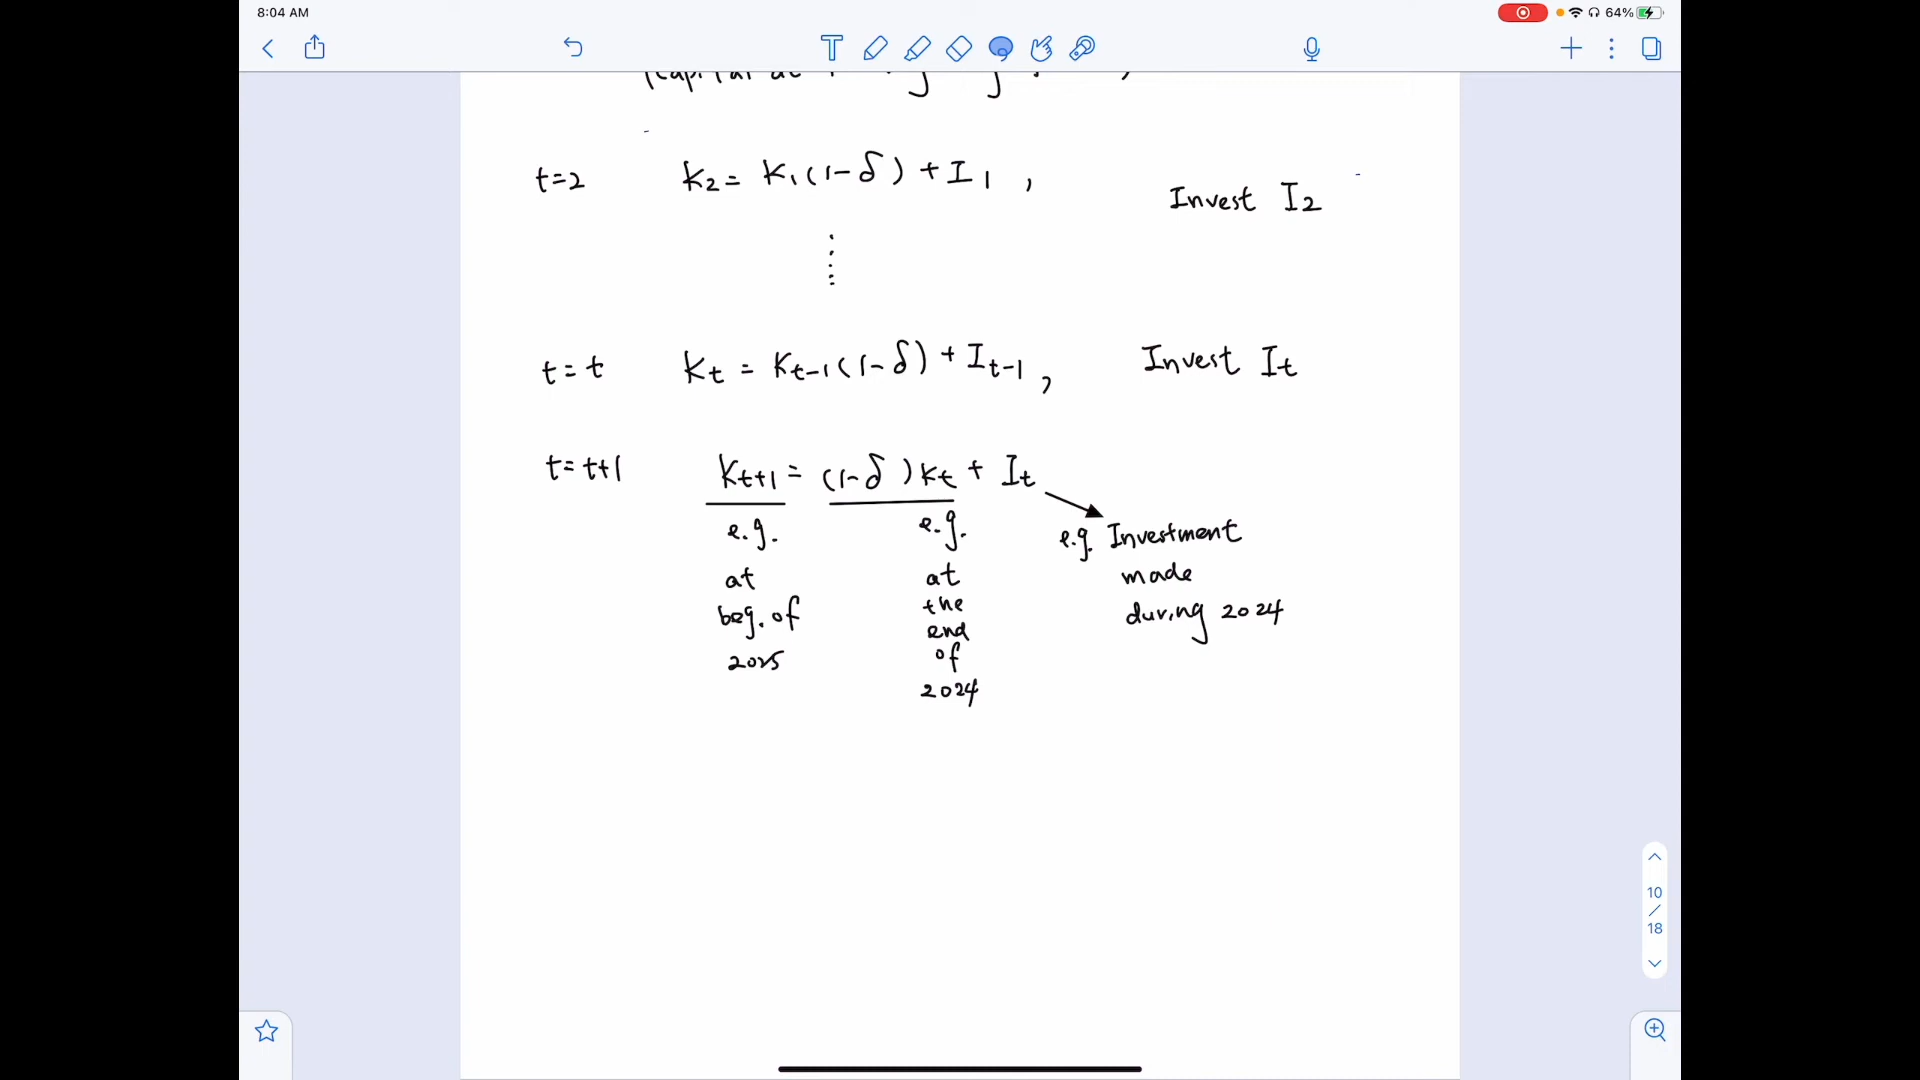 8:04 AM
64%
t=2 K2 = K1(1-δ) + I1 , Invest I2
t=t Kt = Kt-1(1-δ) + It-1 , Invest It
t=t+1 Kt+1 = (1-δ)Kt + It
e.g.
at
beg. of
2025
e.g.
at
the
end
of
2024
e.g. Investment
made
during 2024
10
/
18